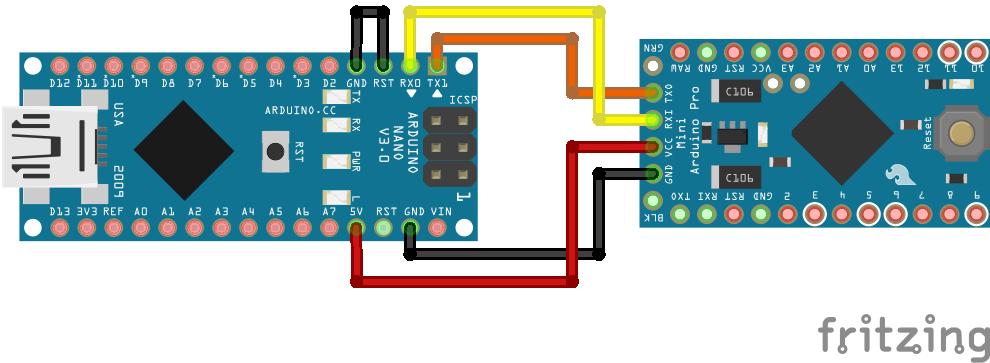 D12 D11 D10 D9 D8 D7 D6 D5 D4 D3 D2 GND RST RX0 TX1
TX
RX
PWR
L
ARDUINO.CC
RST
ICSP
1
ARDUINO
NANO
V3.0
USA
2009
D13 3V3 REF A0 A1 A2 A3 A4 A5 A6 A7 5V RST GND VIN
GRN
RAW GND RST VCC A3 A2 A1 A0 13 12 11 10
TXO
RXI
VCC
GND
BLK
C106
C106
Arduino Pro
Mini
Reset
TXO RXI RST GND 2 3 4 5 6 7 8 9
fritzing